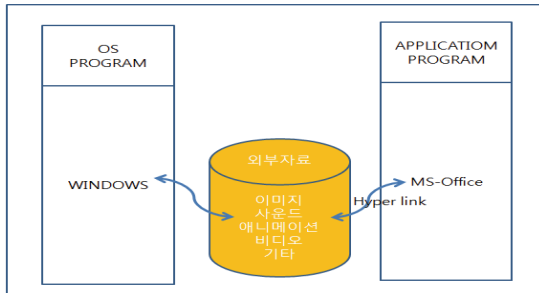 OS
PROGRAM
WINDOWS
외부자료
이미지
사운드
애니메이션
비디오
기타
APPLICATIOM
PROGRAM
MS-Office
Hyper link